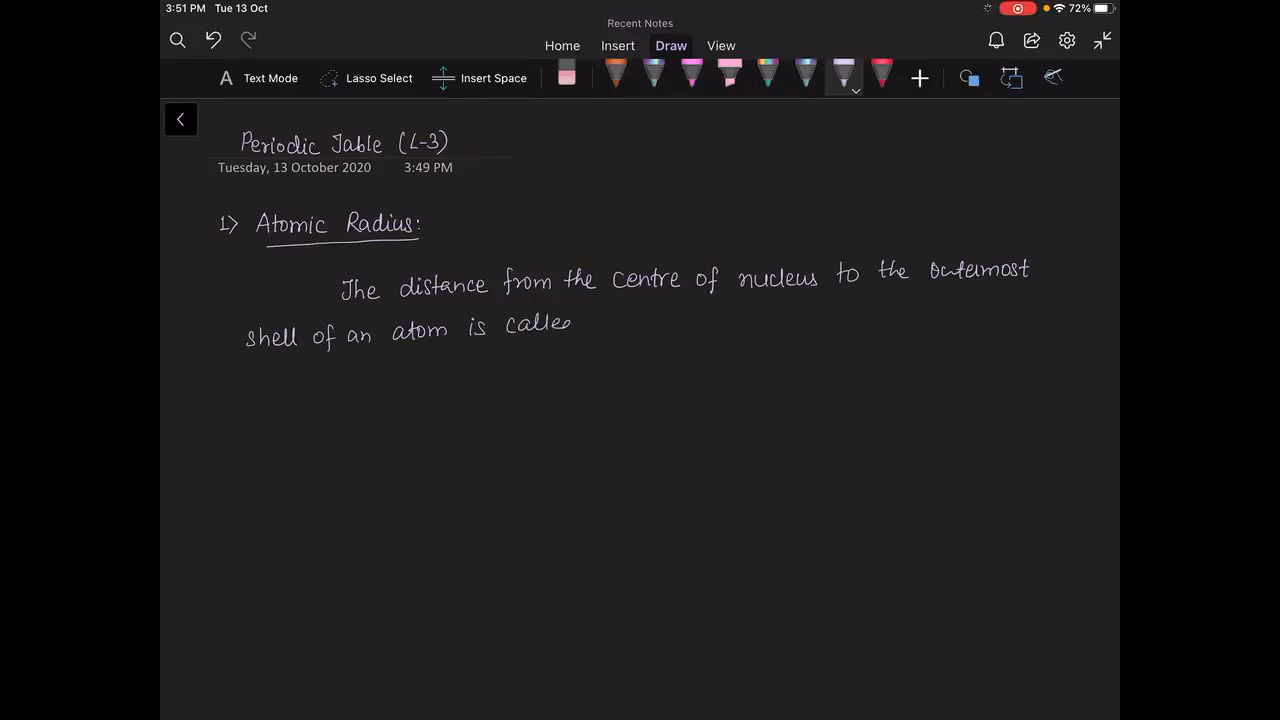 3:51 PM Tue 13 Oct
72%
Recent Notes
Home Insert Draw View
Text Mode Lasso Select Insert Space
Periodic Table (L-3)
Tuesday, 13 October 2020 3:49 PM
1> Atomic Radius:
The distance from the centre of nucleus to the outermost
shell of an atom is calle